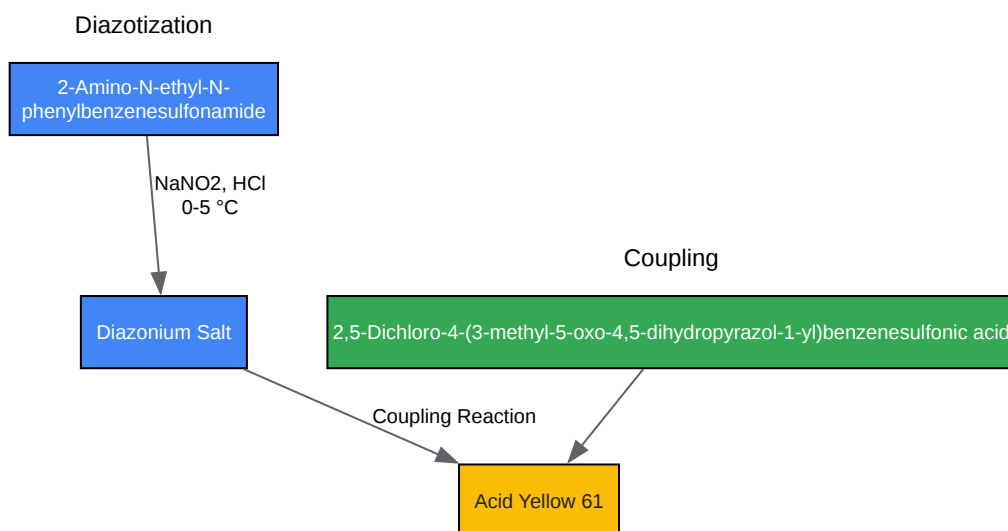 Diazotization
2-Amino-N-ethyl-N-
phenylbenzenesulfonamide
NaNO2, HCl
0-5 °C
Coupling
Diazonium Salt
2,5-Dichloro-4-(3-methyl-5-oxo-4,5-dihydropyrazol-1-yl)benzenesulfonic acid
Coupling Reaction
Acid Yellow 61